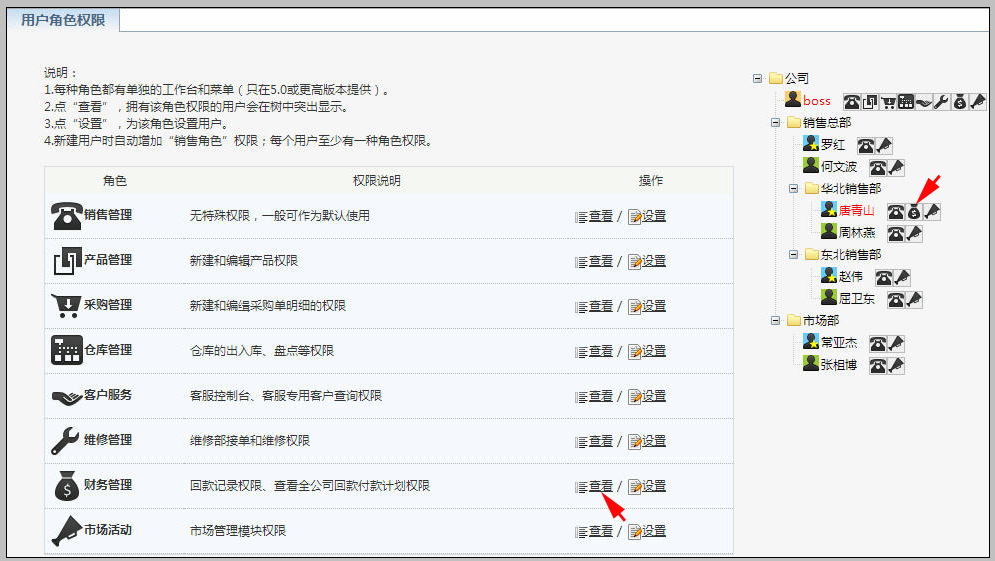 用户角色权限
说明：
1.每种角色都有单独的工作台和菜单（只在5.0或更高版本提供）。
2.点“查看”，拥有该角色权限的用户会在树中突出显示。
3.点“设置”，为该角色设置用户。
4.新建用户时自动增加“销售角色”权限；每个用户至少有一种角色权限。
角色 权限说明 操作
销售管理 无特殊权限，一般可作为默认使用 查看 / 设置
产品管理 新建和编辑产品权限 查看 / 设置
采购管理 新建和编缉采购单明细的权限 查看 / 设置
仓库管理 仓库的出入库、盘点等权限 查看 / 设置
客户服务 客服控制台、客服专用客户查询权限 查看 / 设置
维修管理 维修部接单和维修权限 查看 / 设置
财务管理 回款记录权限、查看全公司回款付款计划权限 查看 / 设置
市场活动 市场管理模块权限 查看 / 设置
公司
boss
销售总部
罗红
何文波
华北销售部
唐青山
周林燕
东北销售部
赵伟
屈卫东
市场部
常亚杰
张祖博